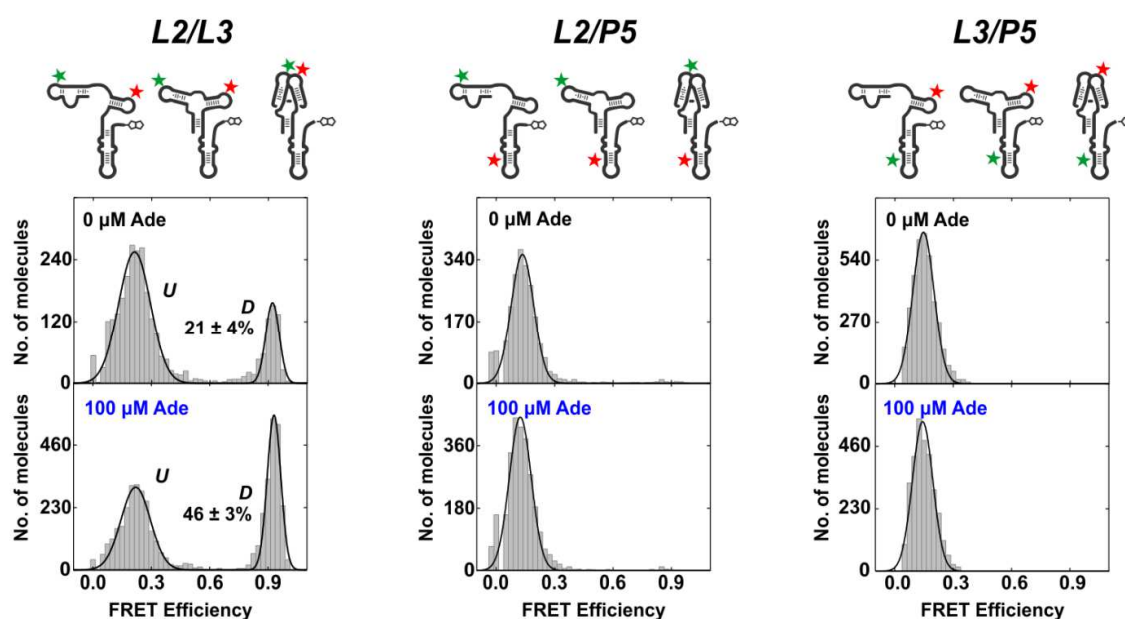 L2/L3
L2/P5
L3/P5
No. of molecules
240
120
0
0 µM Ade
U
D
21 ± 4%
No. of molecules
460
230
0
100 µM Ade
U
D
46 ± 3%
0.0 0.3 0.6 0.9
FRET Efficiency
No. of molecules
340
170
0
0 µM Ade
No. of molecules
360
180
0
100 µM Ade
0.0 0.3 0.6 0.9
FRET Efficiency
No. of molecules
540
270
0
0 µM Ade
No. of molecules
460
230
0
100 µM Ade
0.0 0.3 0.6 0.9
FRET Efficiency